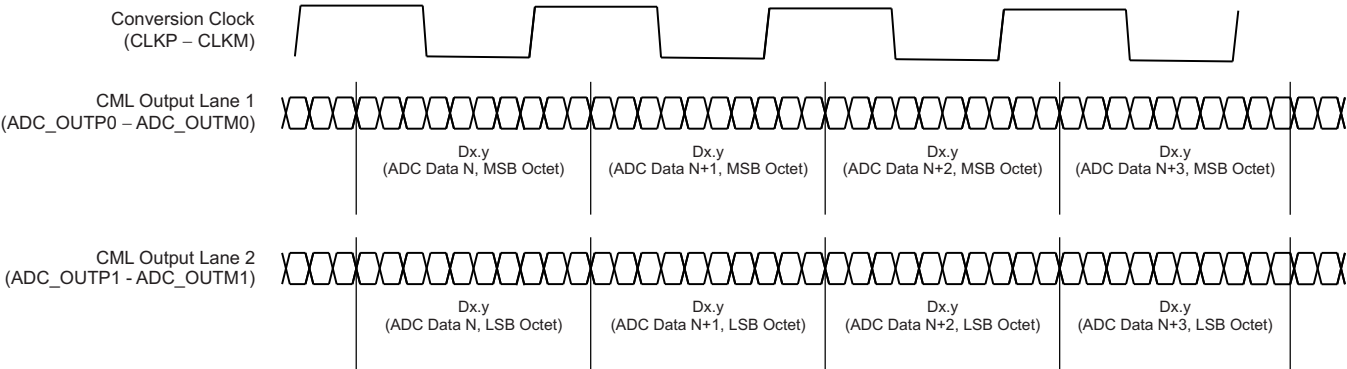 Conversion Clock
(CLKP – CLKM)
CML Output Lane 1
(ADC_OUTP0 – ADC_OUTM0)
Dx.y
(ADC Data N, MSB Octet)
Dx.y
(ADC Data N+1, MSB Octet)
Dx.y
(ADC Data N+2, MSB Octet)
Dx.y
(ADC Data N+3, MSB Octet)
CML Output Lane 2
(ADC_OUTP1 - ADC_OUTM1)
Dx.y
(ADC Data N, LSB Octet)
Dx.y
(ADC Data N+1, LSB Octet)
Dx.y
(ADC Data N+2, LSB Octet)
Dx.y
(ADC Data N+3, LSB Octet)